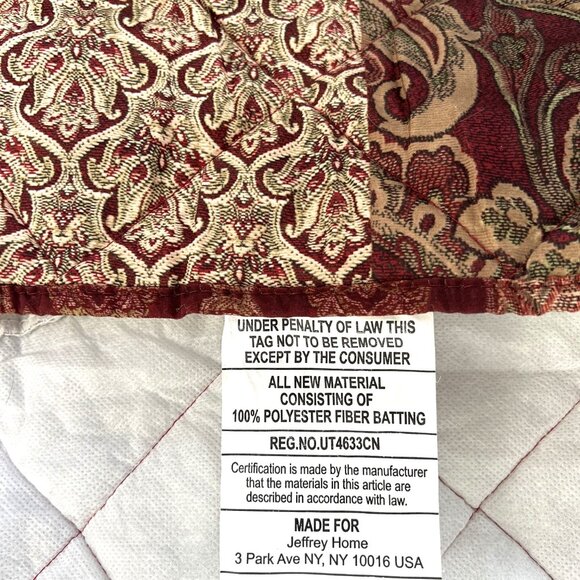 UNDER PENALTY OF LAW THIS
TAG NOT TO BE REMOVED
EXCEPT BY THE CONSUMER
ALL NEW MATERIAL
CONSISTING OF
100% POLYESTER FIBER BATTING
REG.NO.UT4633CN
Certification is made by the manufacturer
that the materials in this article are
described in accordance with law.
MADE FOR
Jeffrey Home
3 Park Ave NY, NY 10016 USA